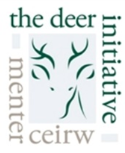 the deer
initiative
menter
ceirw